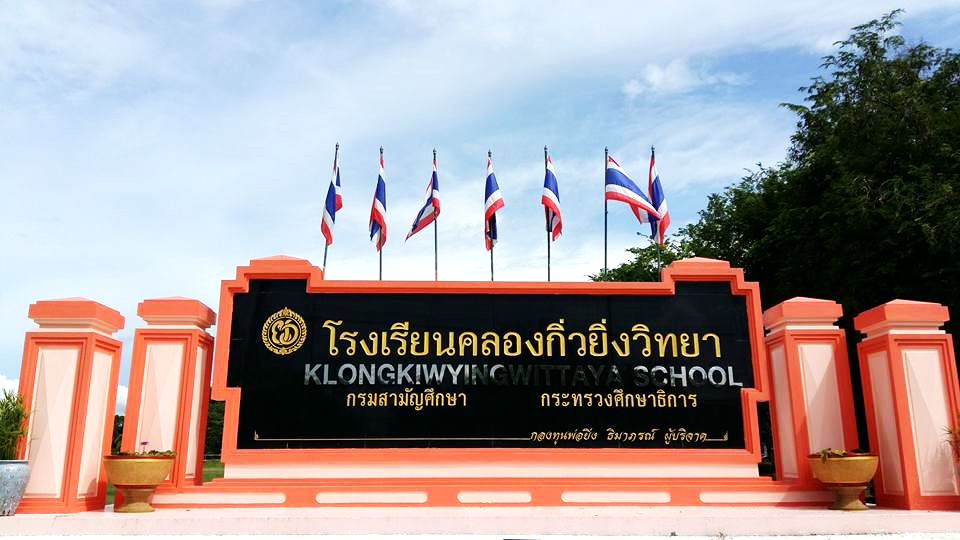 โรงเรียนคลองกิ่วยิ่งวิทยา
KLONGKIWYINGWITTAYA SCHOOL
กรมสามัญศึกษา กระทรวงศึกษาธิการ
กองทุนพ่อยิ่ง ธิมาภรณ์ ผู้บริจาค